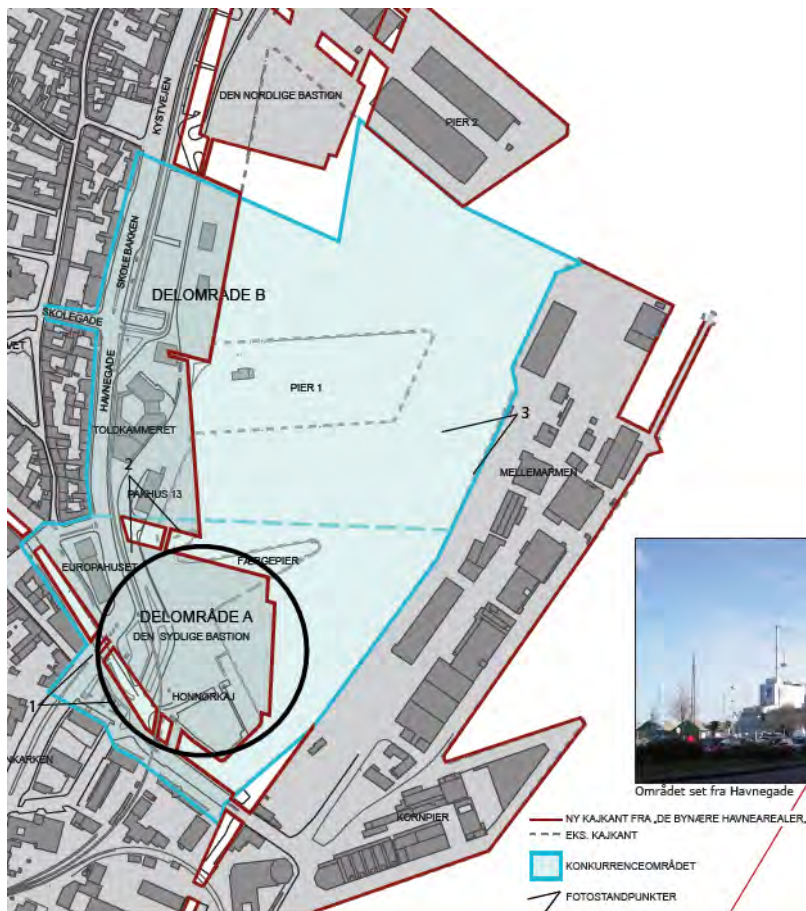 DEN NORDLIGE BASTION
PIER 2
KYSTVEJEN
SKOLE BAKKEN
DELOMRÅDE B
SKOLEGADE
HAVNEGADE
VET
PIER 1
TOLDKAMMERET
3
MELLEMARMEN
2
PAKHUS 13
EUROPAHUSET
FÆRGEPIER
DELOMRÅDE A
DEN SYDLIGE BASTION
HONNØRKAJ
1
NKARKEN
KORNPIER
Området set fra Havnegade
NY KAJKANT FRA „DE BYNÆRE HAVNEAREALER„
EKS. KAJKANT
KONKURRENCEOMRÅDET
FOTOSTANDPUNKTER